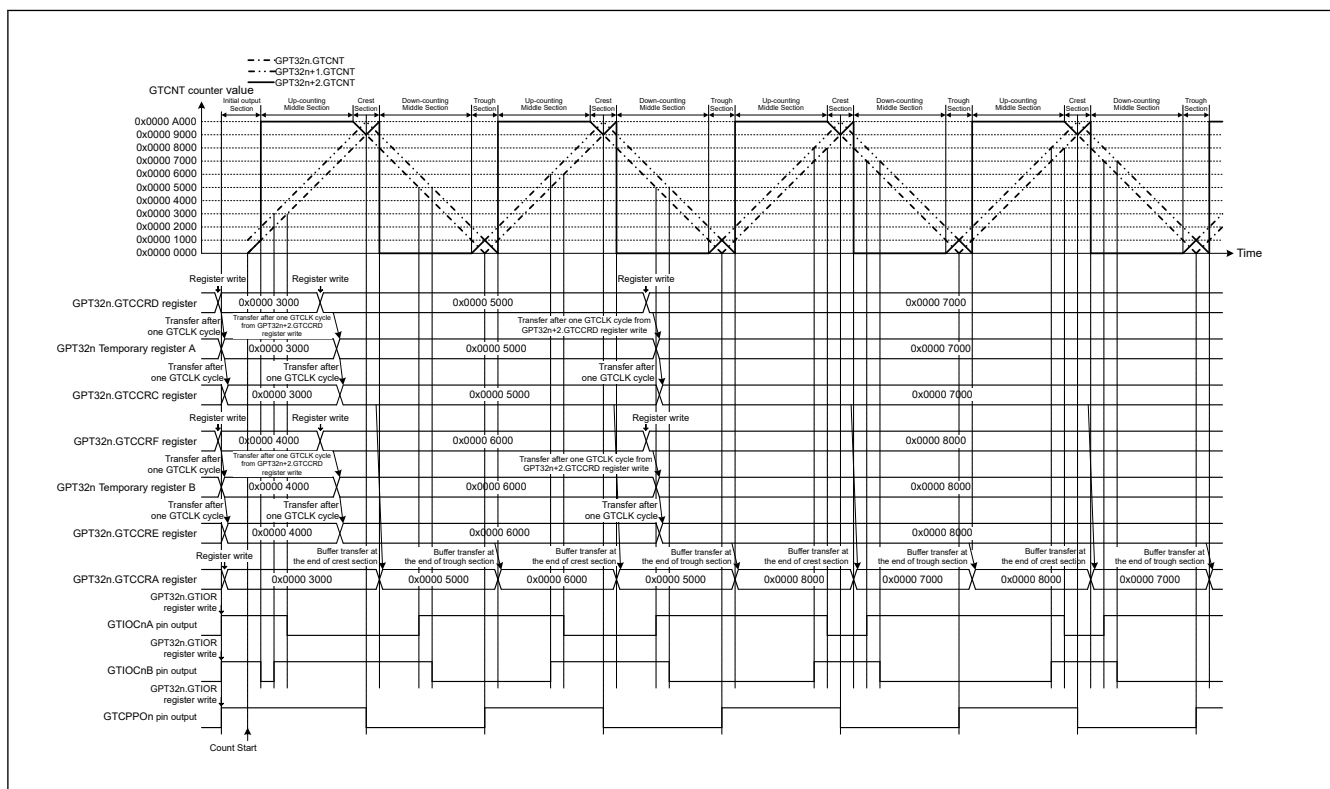 GPT32n.GTCNT
GPT32n+1.GTCNT
GPT32n+2.GTCNT
GTCNT counter value
Initial output Section
Up-counting Middle Section
Crest Section
Down-counting Middle Section
Trough Section
Up-counting Middle Section
Crest Section
Down-counting Middle Section
Trough Section
Up-counting Middle Section
Crest Section
Down-counting Middle Section
Trough Section
Up-counting Middle Section
Crest Section
Down-counting Middle Section
Trough Section
0x0000 A000
0x0000 9000
0x0000 8000
0x0000 7000
0x0000 6000
0x0000 5000
0x0000 4000
0x0000 3000
0x0000 2000
0x0000 1000
0x0000 0000
Time
Register write Register write Register write
GPT32n.GTCCRD register 0x0000 3000 0x0000 5000 0x0000 7000
Transfer after
one GTCLK cycle
Transfer after one GTCLK cycle
from GPT32n+2.GTCCRD
register write
Transfer after one GTCLK cycle from
GPT32n+2.GTCCRD register write
GPT32n Temporary register A 0x0000 3000 0x0000 5000 0x0000 7000
Transfer after
one GTCLK cycle
Transfer after
one GTCLK cycle
Transfer after
one GTCLK cycle
GPT32n.GTCCRC register 0x0000 3000 0x0000 5000 0x0000 7000
Register write Register write Register write
GPT32n.GTCCRF register 0x0000 4000 0x0000 6000 0x0000 8000
Transfer after
one GTCLK cycle
Transfer after one GTCLK cycle
from GPT32n+2.GTCCRD
register write
Transfer after one GTCLK cycle from
GPT32n+2.GTCCRD register write
GPT32n Temporary register B 0x0000 4000 0x0000 6000 0x0000 8000
Transfer after
one GTCLK cycle
Transfer after
one GTCLK cycle
Transfer after
one GTCLK cycle
GPT32n.GTCCRE register 0x0000 4000 0x0000 6000 0x0000 8000
Register write
Buffer transfer at
the end of crest section
Buffer transfer at
the end of trough section
Buffer transfer at
the end of crest section
Buffer transfer at
the end of trough section
Buffer transfer at
the end of crest section
Buffer transfer at
the end of trough section
Buffer transfer at
the end of crest section
Buffer transfer at
the end of trough section
GPT32n.GTCCRA register 0x0000 3000 0x0000 5000 0x0000 6000 0x0000 5000 0x0000 8000 0x0000 7000 0x0000 8000 0x0000 7000
GPT32n.GTIOR
register write
GTIOCnA pin output
GPT32n.GTIOR
register write
GTIOCnB pin output
GPT32n.GTIOR
register write
GTCPPOn pin output
Count Start